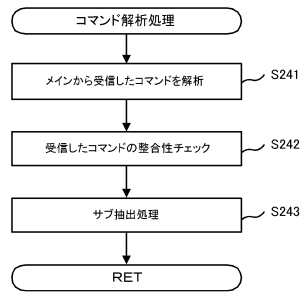 コマンド解析処理
メインから受信したコマンドを解析
S241
受信したコマンドの整合性チェック
S242
サブ抽出処理
S243
RET